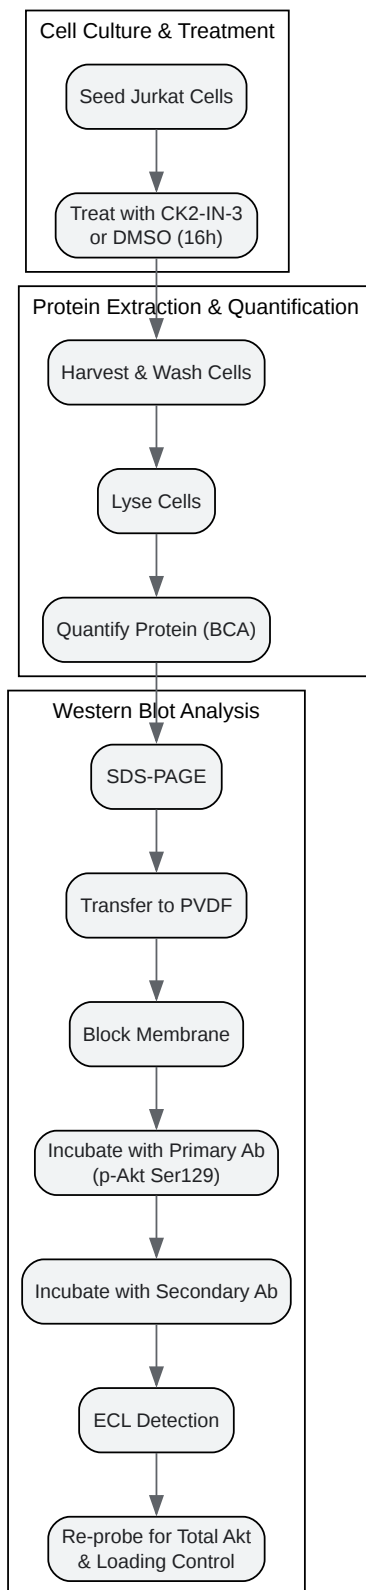 Cell Culture & Treatment
Seed Jurkat Cells
Treat with CK2-IN-3
or DMSO (16h)
Protein Extraction & Quantification
Harvest & Wash Cells
Lyse Cells
Quantify Protein (BCA)
Western Blot Analysis
SDS-PAGE
Transfer to PVDF
Block Membrane
Incubate with Primary Ab
(p-Akt Ser129)
Incubate with Secondary Ab
ECL Detection
Re-probe for Total Akt
& Loading Control